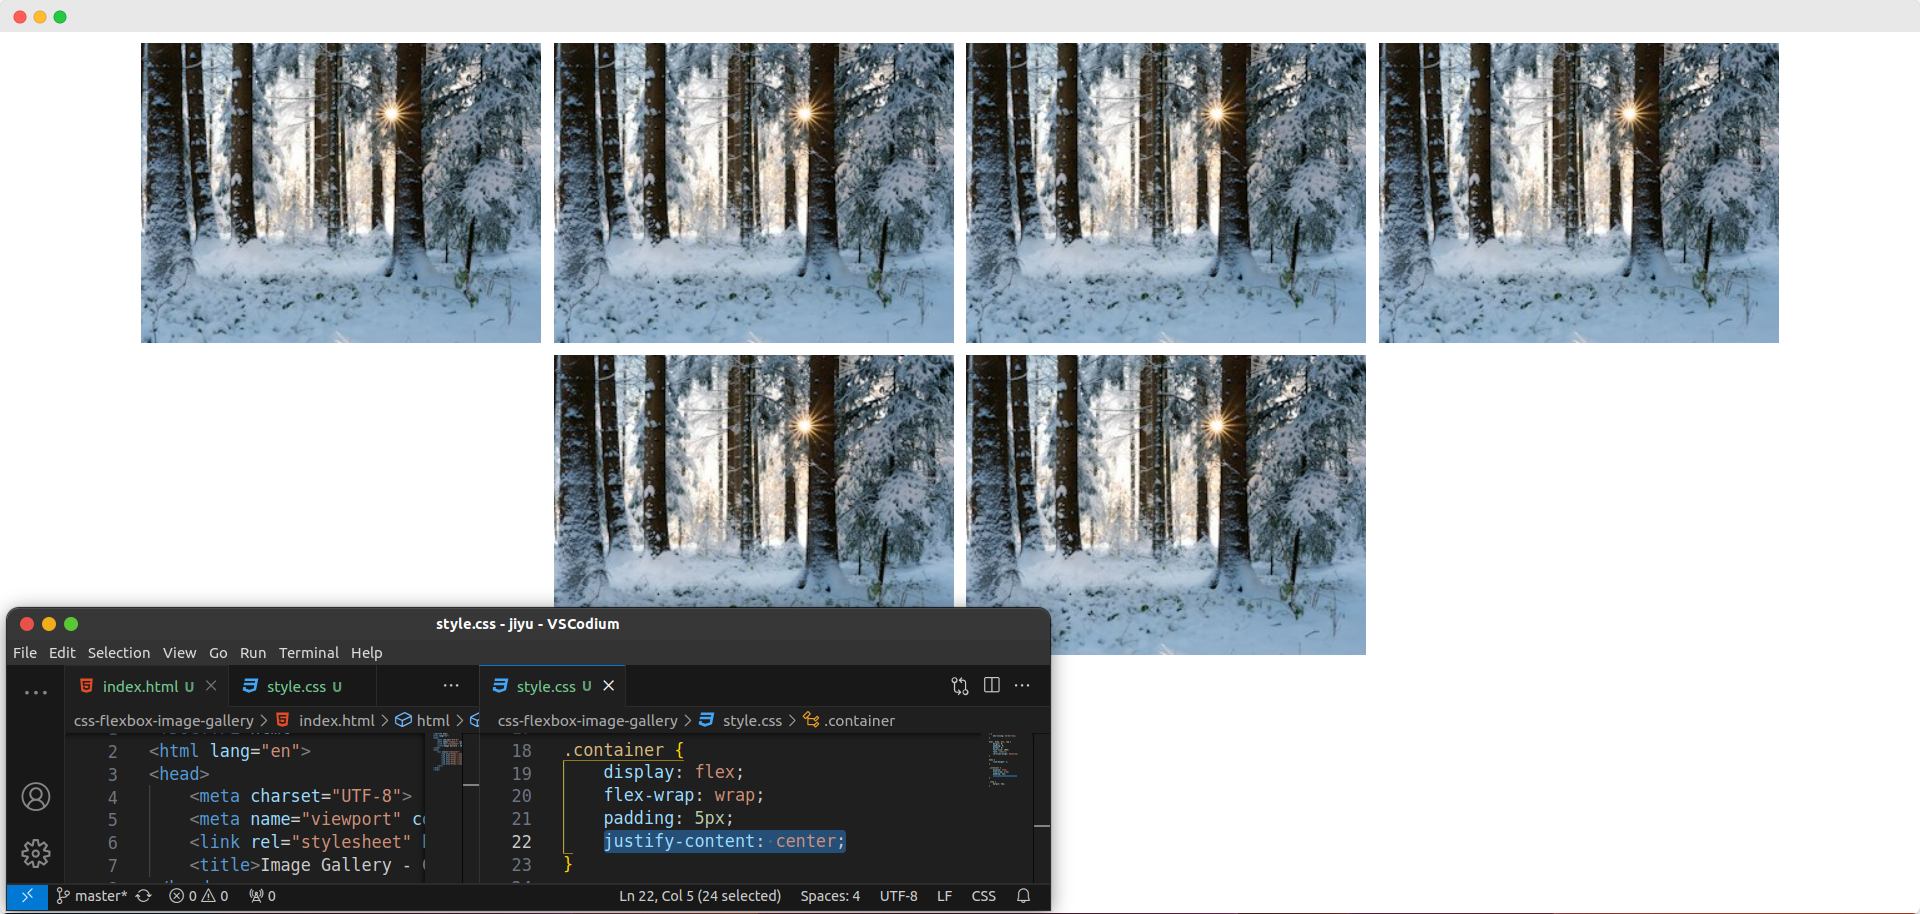 style.css - jiyu - VSCodium
File Edit Selection View Go Run Terminal Help
index.html U style.css U
style.css U
css-flexbox-image-gallery > index.html > html >
css-flexbox-image-gallery > style.css > .container
2 <html lang="en">
3 <head>
4 <meta charset="UTF-8">
5 <meta name="viewport"
6 <link rel="stylesheet"
7 <title>Image Gallery -
18 .container {
19 display: flex;
20 flex-wrap: wrap;
21 padding: 5px;
22 justify-content: center;
23 }
master* 0 0 0 Ln 22, Col 5 (24 selected) Spaces: 4 UTF-8 LF CSS